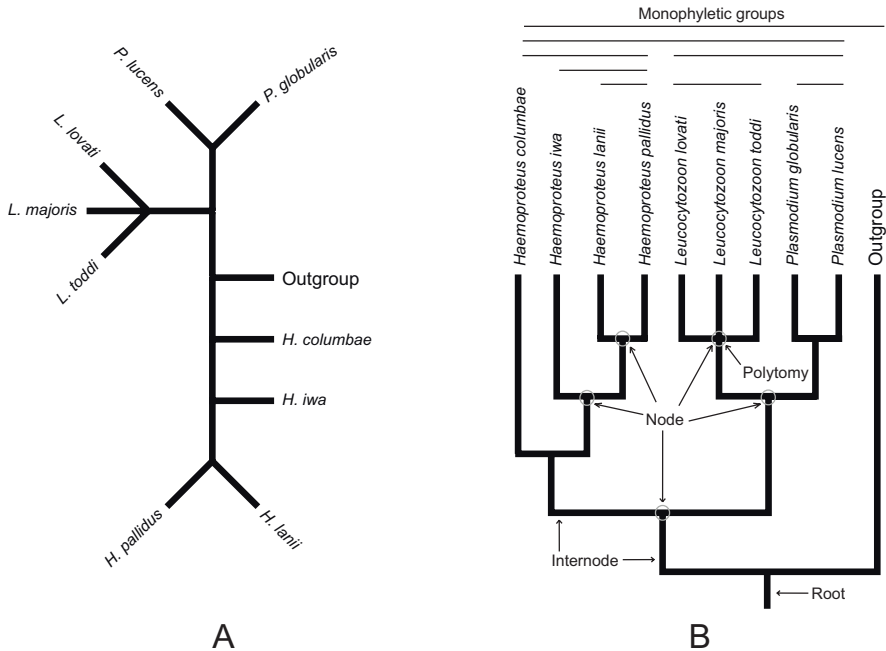 P. lucens
P. globularis
L. lovati
L. majoris
L. toddi
Outgroup
H. columbae
H. iwa
H. pallidus
H. lanii
A
Monophyletic groups
Haemoproteus columbae
Haemoproteus iwa
Haemoproteus lanii
Haemoproteus pallidus
Leucocytozoon lovati
Leucocytozoon majoris
Leucocytozoon toddi
Plasmodium globularis
Plasmodium lucens
Outgroup
Polytomy
Node
Internode
Root
B